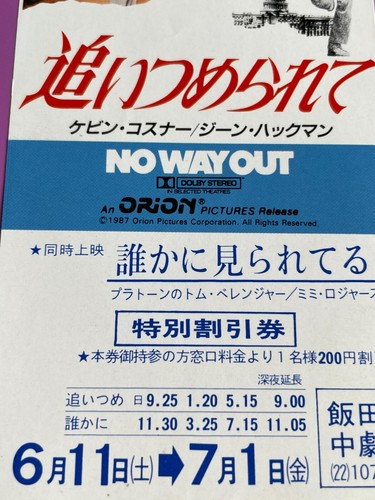 追いつめられて
ケビン・コスナー/ジーン・ハックマン
NO WAY OUT
DOLBY STEREO
IN SELECTED THEATRES
An ORION® PICTURES Release
©1987 Orion Pictures Corporation. All Rights Reserved.
★同時上映 誰かに見られてる
プラトーンのトム・ベレンジャー/ミミ・ロジャース
特別割引券
★本券御持参の方窓口料金より1名様200円割
深夜延長
追いつめ 日9.25 1.20 5.15 9.00
誰かに 11.30 3.25 7.15 11.05
6月11日(土)➡7月1日(金)
飯田
中劇
(22)107